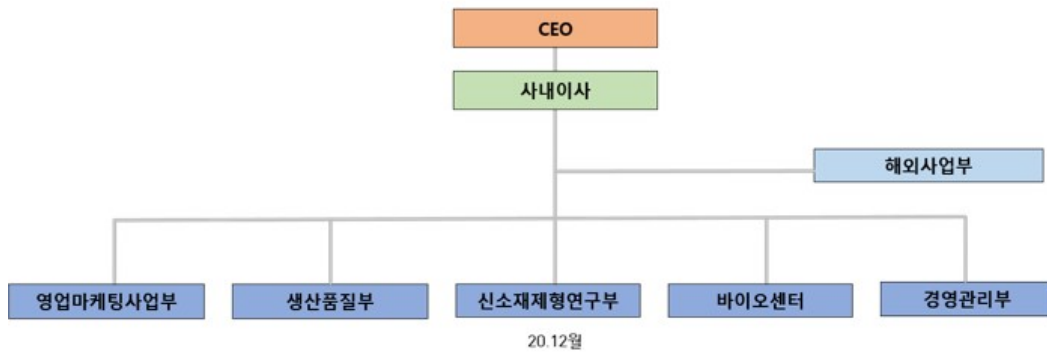 CEO
사내이사
해외사업부
영업마케팅사업부
생산품질부
신소재제형연구부
바이오센터
경영관리부
20.12월